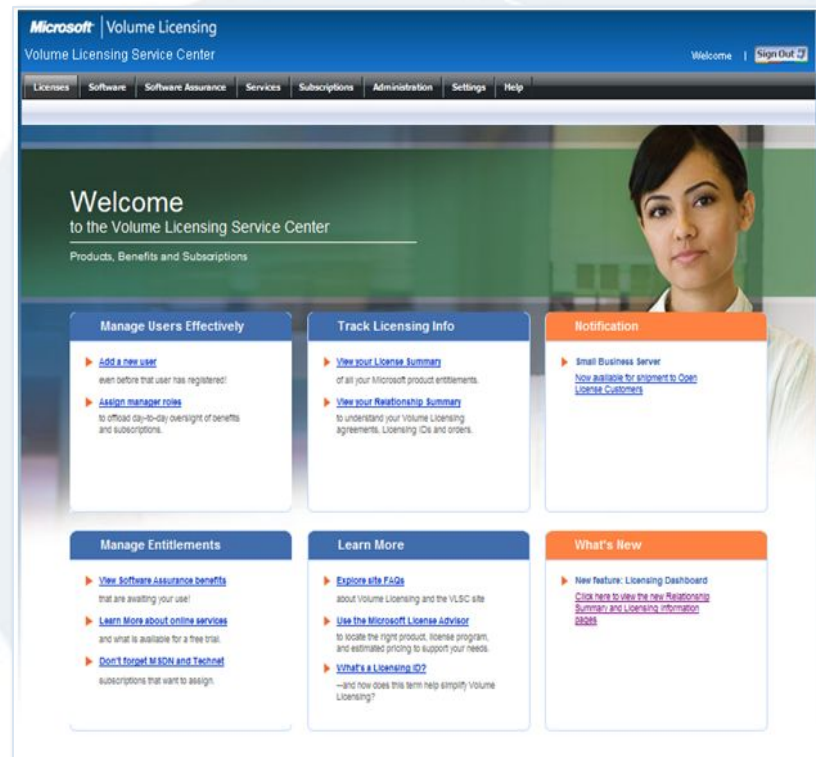 Microsoft | Volume Licensing
Volume Licensing Service Center
Welcome | Sign Out
Licenses Software Software Assurance Services Subscriptions Administration Settings Help
Welcome
to the Volume Licensing Service Center
Products, Benefits and Subscriptions
Manage Users Effectively
Add a new user
even before that user has registered!
Assign manager roles
to offload day-to-day oversight of benefits
and subscriptions.
Track Licensing Info
View your License Summary
of all your Microsoft product entitlements.
View your Relationship Summary
to understand your Volume Licensing
agreements, Licensing IDs and orders.
Notification
Small Business Server
Now available for shipment to Open
License Customers
Manage Entitlements
View Software Assurance benefits
that are awaiting your use!
Learn More about online services
and what is available for a free trial.
Don't forget MSDN and Technet
subscriptions that want to assign.
Learn More
Explore site FAQs
about Volume Licensing and the VLSC site
Use the Microsoft License Advisor
to locate the right product, license program,
and estimated pricing to support your needs.
What's a Licensing ID?
—and how does this term help simplify Volume
Licensing?
What's New
New feature: Licensing Dashboard
Click here to view the new Relationship
Summary and Licensing Information
pages